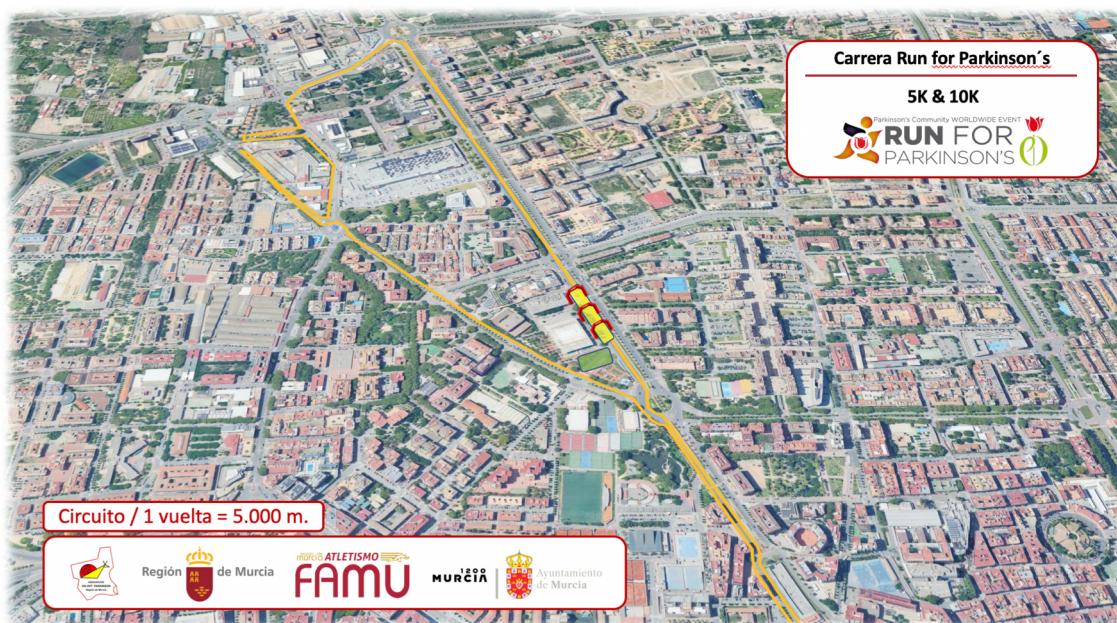 Carrera Run for Parkinson´s
5K & 10K
Parkinson's Community WORLDWIDE EVENT
RUN FOR
PARKINSON'S
Circuito / 1 vuelta = 5.000 m.
Región de Murcia
murcia ATLETISMO
FAMU
1200
MURCIA
Ayuntamiento
de Murcia